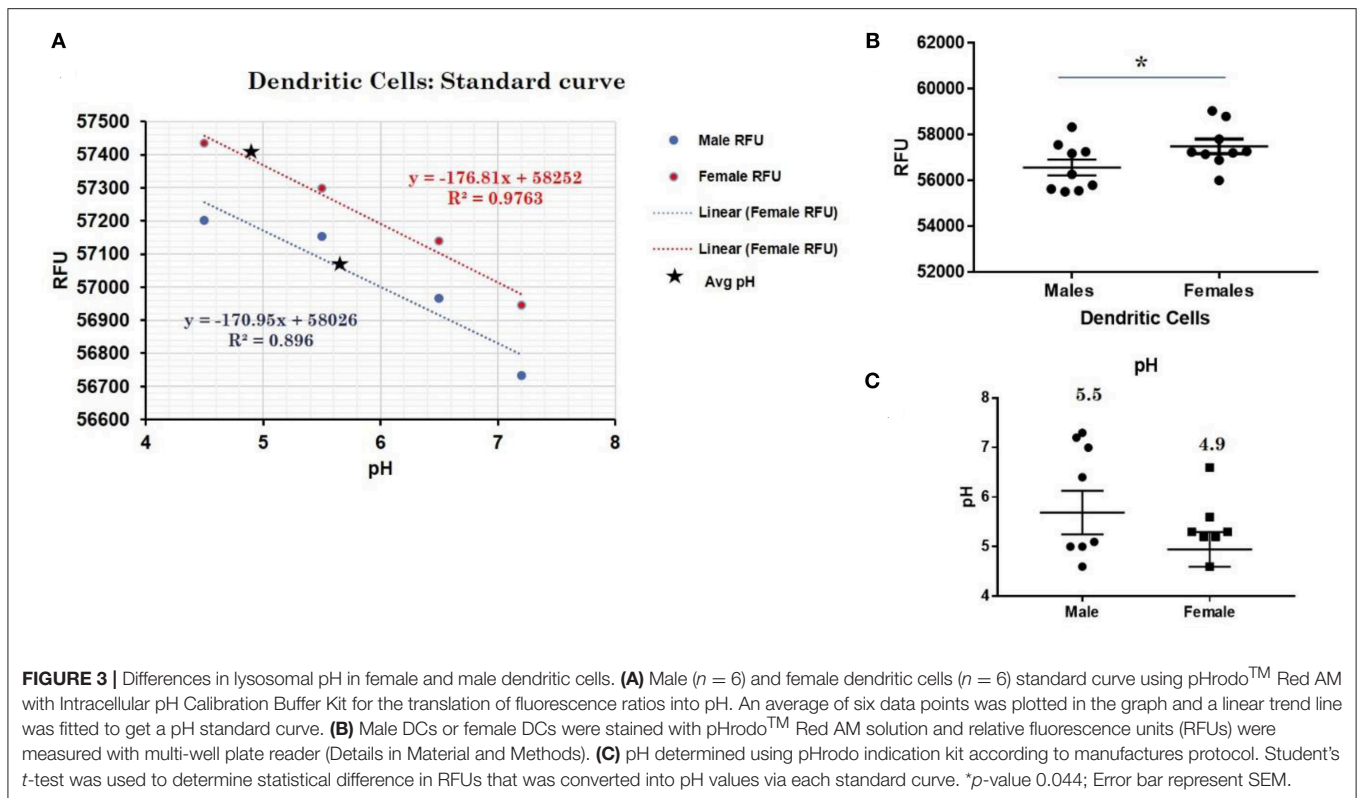 A
Dendritic Cells: Standard curve
57500
57400
57300
57200
57100
57000
56900
56800
56700
56600
RFU
4 5 6 7 8
pH
y = -176.81x + 58252
R² = 0.9763
y = -170.95x + 58026
R² = 0.896
Male RFU
Female RFU
Linear (Female RFU)
Linear (Female RFU)
Avg pH
B
62000
60000
58000
56000
54000
52000
RFU
*
Males Females
Dendritic Cells
C
pH
8
7
6
5
4
pH
5.5
4.9
Male Female
FIGURE 3 | Differences in lysosomal pH in female and male dendritic cells. (A) Male (n = 6) and female dendritic cells (n = 6) standard curve using pHrodo™ Red AM
with Intracellular pH Calibration Buffer Kit for the translation of fluorescence ratios into pH. An average of six data points was plotted in the graph and a linear trend line
was fitted to get a pH standard curve. (B) Male DCs or female DCs were stained with pHrodo™ Red AM solution and relative fluorescence units (RFUs) were
measured with multi-well plate reader (Details in Material and Methods). (C) pH determined using pHrodo indication kit according to manufactures protocol. Student's
t-test was used to determine statistical difference in RFUs that was converted into pH values via each standard curve. *p-value 0.044; Error bar represent SEM.